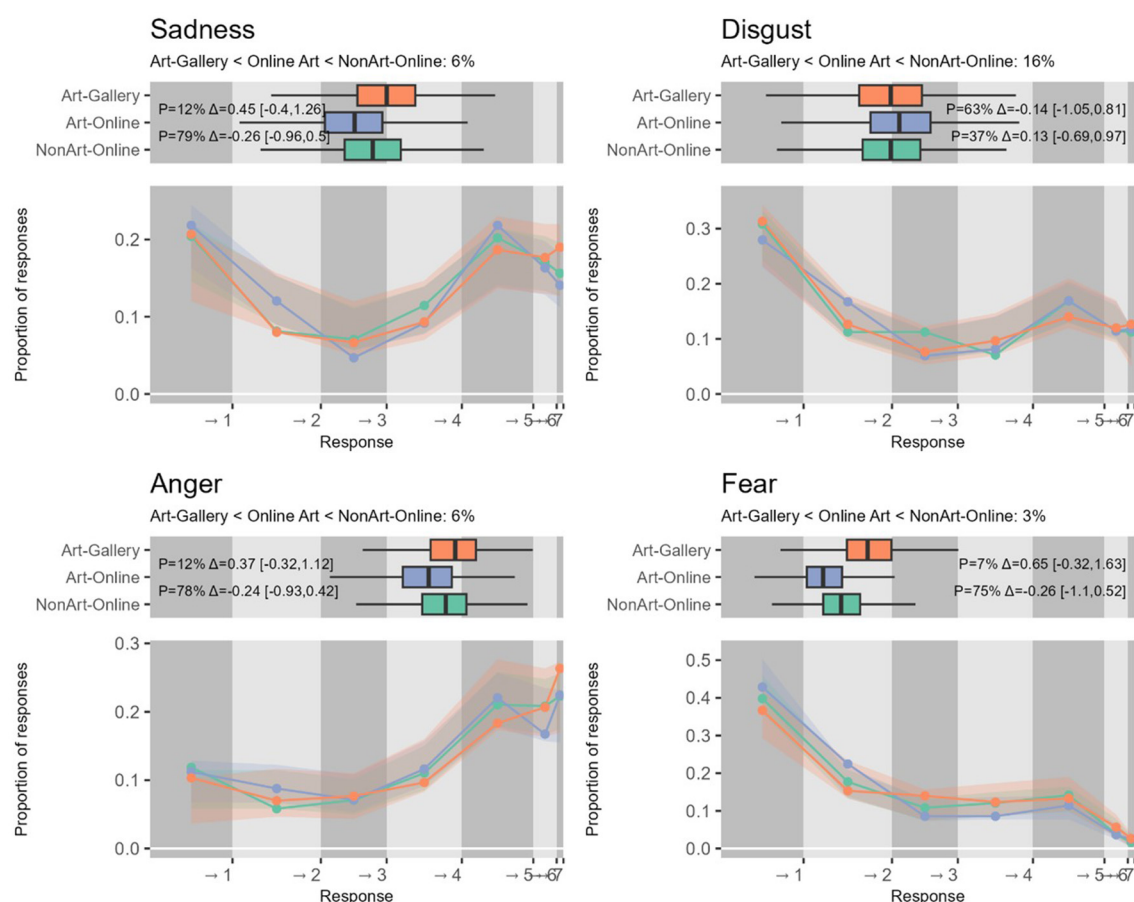 Sadness
Art-Gallery < Online Art < NonArt-Online: 6%
Art-Gallery
P=12% Δ=0.45 [-0.4,1.26]
Art-Online
P=79% Δ=-0.26 [-0.96,0.5]
NonArt-Online
Proportion of responses
0.2
0.1
0.0
→1 →2 →3 →4 →5 →6 →7
Response
Disgust
Art-Gallery < Online Art < NonArt-Online: 16%
Art-Gallery
P=63% Δ=-0.14 [-1.05,0.81]
Art-Online
P=37% Δ=0.13 [-0.69,0.97]
NonArt-Online
Proportion of responses
0.3
0.2
0.1
0.0
→1 →2 →3 →4 →5 →6 →7
Response
Anger
Art-Gallery < Online Art < NonArt-Online: 6%
Art-Gallery
P=12% Δ=0.37 [-0.32,1.12]
Art-Online
P=78% Δ=-0.24 [-0.93,0.42]
NonArt-Online
Proportion of responses
0.3
0.2
0.1
0.0
→1 →2 →3 →4 →5 →6 →7
Response
Fear
Art-Gallery < Online Art < NonArt-Online: 3%
Art-Gallery
P=7% Δ=0.65 [-0.32,1.63]
Art-Online
P=75% Δ=-0.26 [-1.1,0.52]
NonArt-Online
Proportion of responses
0.5
0.4
0.3
0.2
0.1
0.0
→1 →2 →3 →4 →5 →6 →7
Response